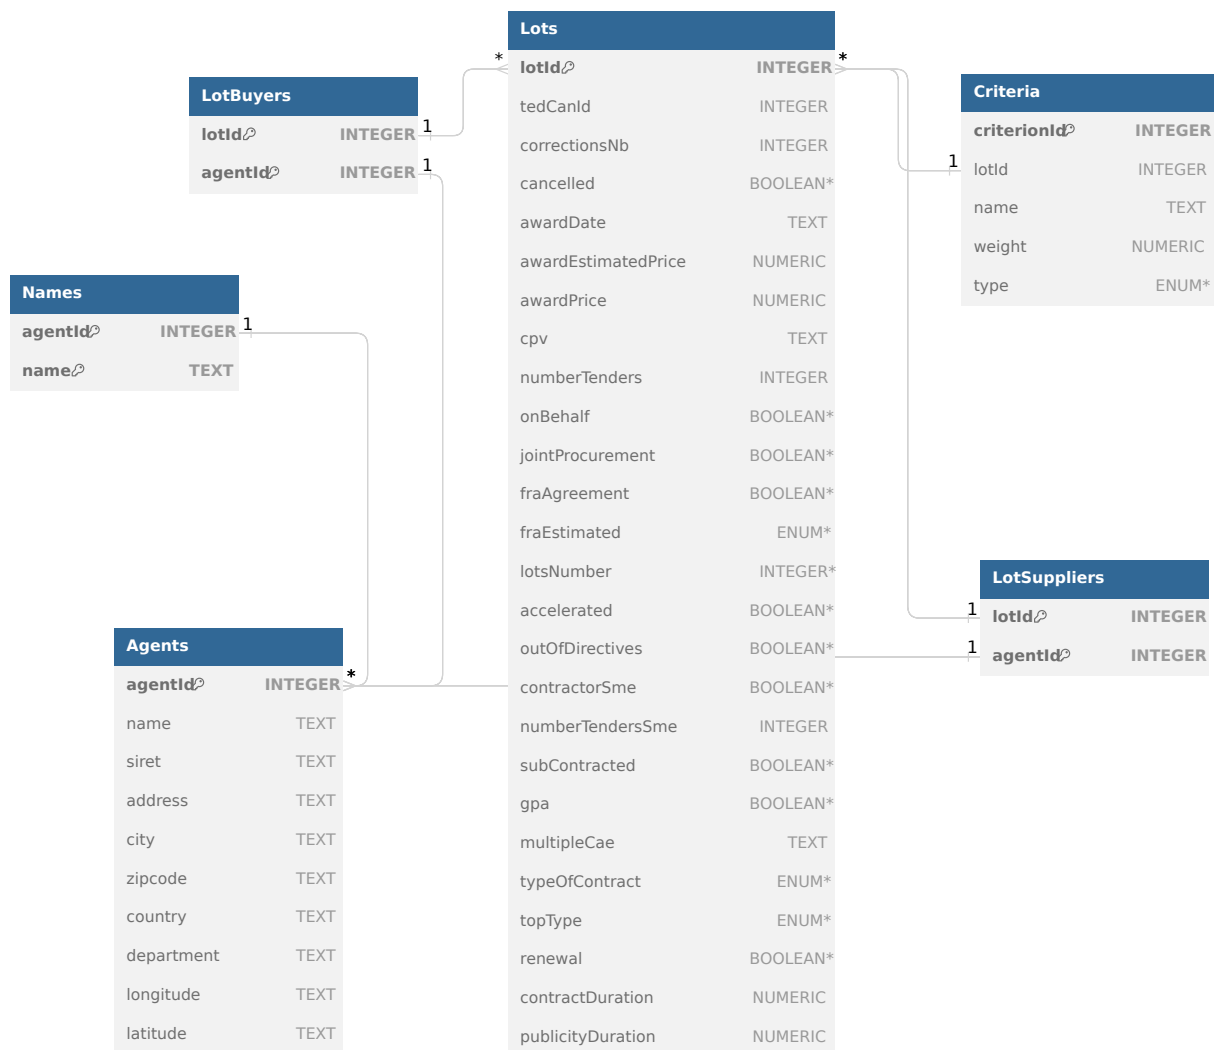 Lots
lotId INTEGER
tedCanId INTEGER
correctionsNb INTEGER
cancelled BOOLEAN*
awardDate TEXT
awardEstimatedPrice NUMERIC
awardPrice NUMERIC
cpv TEXT
numberTenders INTEGER
onBehalf BOOLEAN*
jointProcurement BOOLEAN*
fraAgreement BOOLEAN*
fraEstimated ENUM*
lotsNumber INTEGER*
accelerated BOOLEAN*
outOfDirectives BOOLEAN*
contractorSme BOOLEAN*
numberTendersSme INTEGER
subContracted BOOLEAN*
gpa BOOLEAN*
multipleCae TEXT
typeOfContract ENUM*
topType ENUM*
renewal BOOLEAN*
contractDuration NUMERIC
publicityDuration NUMERIC
* *
LotBuyers
lotId INTEGER 1
agentId INTEGER 1
Names
agentId INTEGER 1
name TEXT
Agents
agentId INTEGER *
name TEXT
siret TEXT
address TEXT
city TEXT
zipcode TEXT
country TEXT
department TEXT
longitude TEXT
latitude TEXT
Criteria
criterionId INTEGER
1 lotId INTEGER
name TEXT
weight NUMERIC
type ENUM*
LotSuppliers
1 lotId INTEGER
1 agentId INTEGER